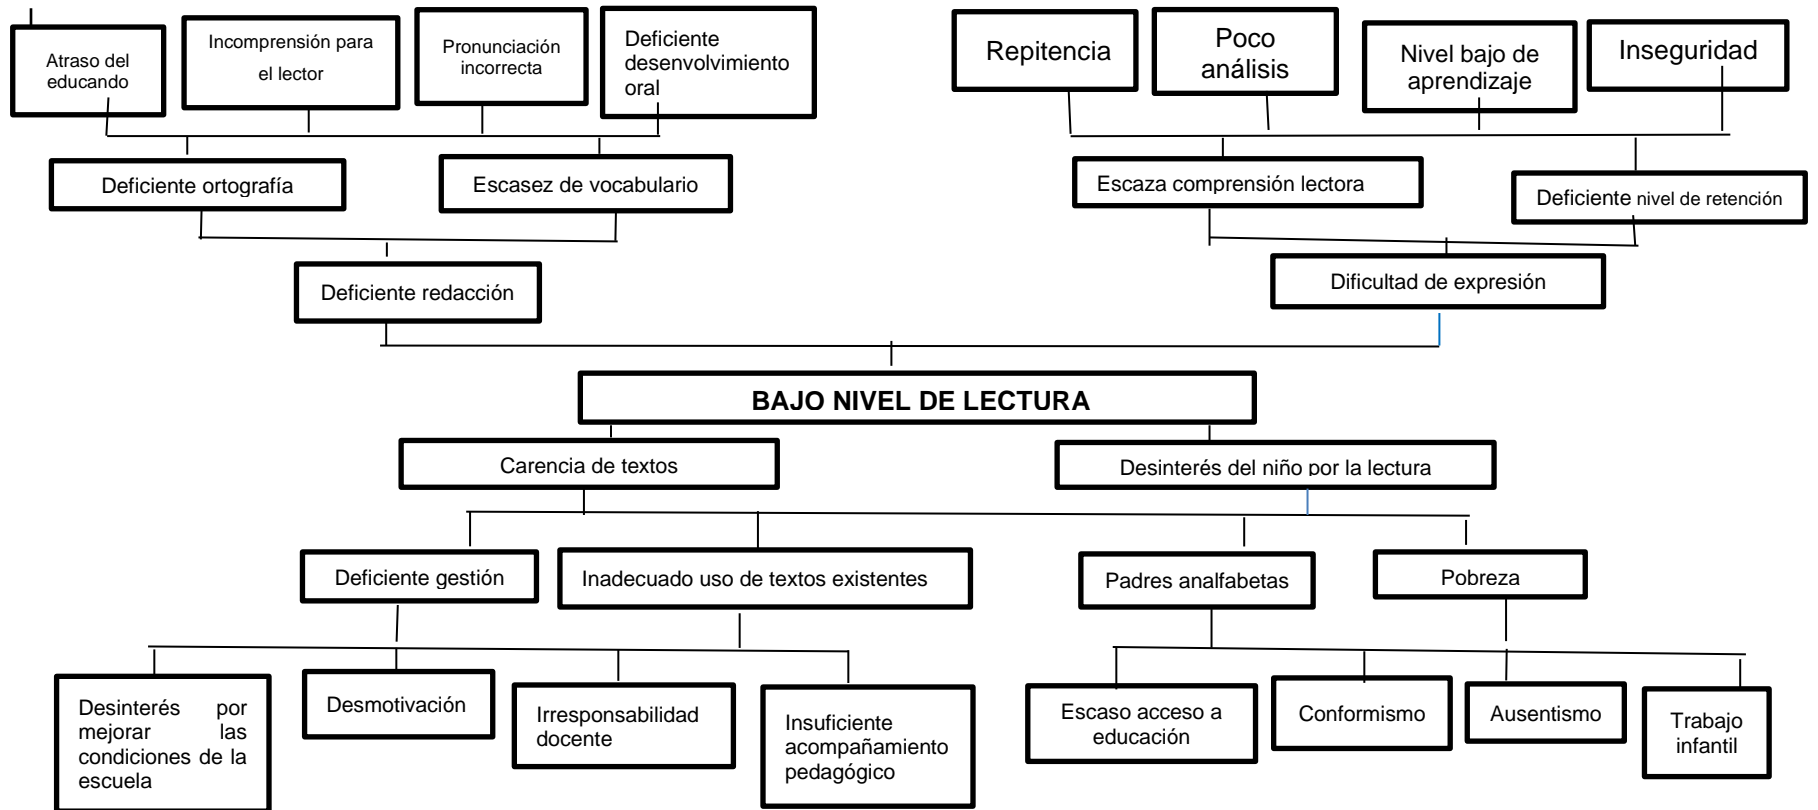 Atraso del
educando
Incomprensión para
el lector
Pronunciación
incorrecta
Deficiente
desenvolvimiento
oral
Repitencia
Poco
análisis
Nivel bajo de
aprendizaje
Inseguridad
Deficiente ortografía
Escasez de vocabulario
Escaza comprensión lectora
Deficiente nivel de retención
Deficiente redacción
Dificultad de expresión
BAJO NIVEL DE LECTURA
Carencia de textos
Desinterés del niño por la lectura
Deficiente gestión
Inadecuado uso de textos existentes
Padres analfabetas
Pobreza
Desinterés por
mejorar las
condiciones de la
escuela
Desmotivación
Irresponsabilidad
docente
Insuficiente
acompañamiento
pedagógico
Escaso acceso a
educación
Conformismo
Ausentismo
Trabajo
infantil